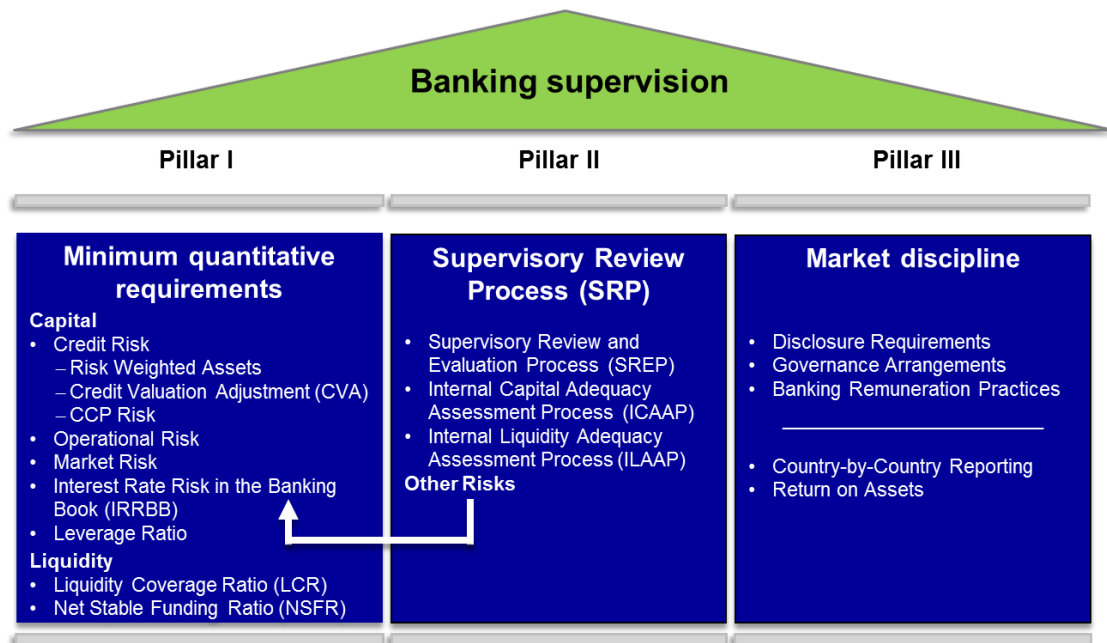 Banking supervision
Pillar I
Pillar II
Pillar III
Minimum quantitative
requirements
Capital
• Credit Risk
– Risk Weighted Assets
– Credit Valuation Adjustment (CVA)
– CCP Risk
• Operational Risk
• Market Risk
• Interest Rate Risk in the Banking
Book (IRRBB)
• Leverage Ratio
Liquidity
• Liquidity Coverage Ratio (LCR)
• Net Stable Funding Ratio (NSFR)
Supervisory Review
Process (SRP)
• Supervisory Review and
Evaluation Process (SREP)
• Internal Capital Adequacy
Assessment Process (ICAAP)
• Internal Liquidity Adequacy
Assessment Process (ILAAP)
Other Risks
Market discipline
• Disclosure Requirements
• Governance Arrangements
• Banking Remuneration Practices
• Country-by-Country Reporting
• Return on Assets